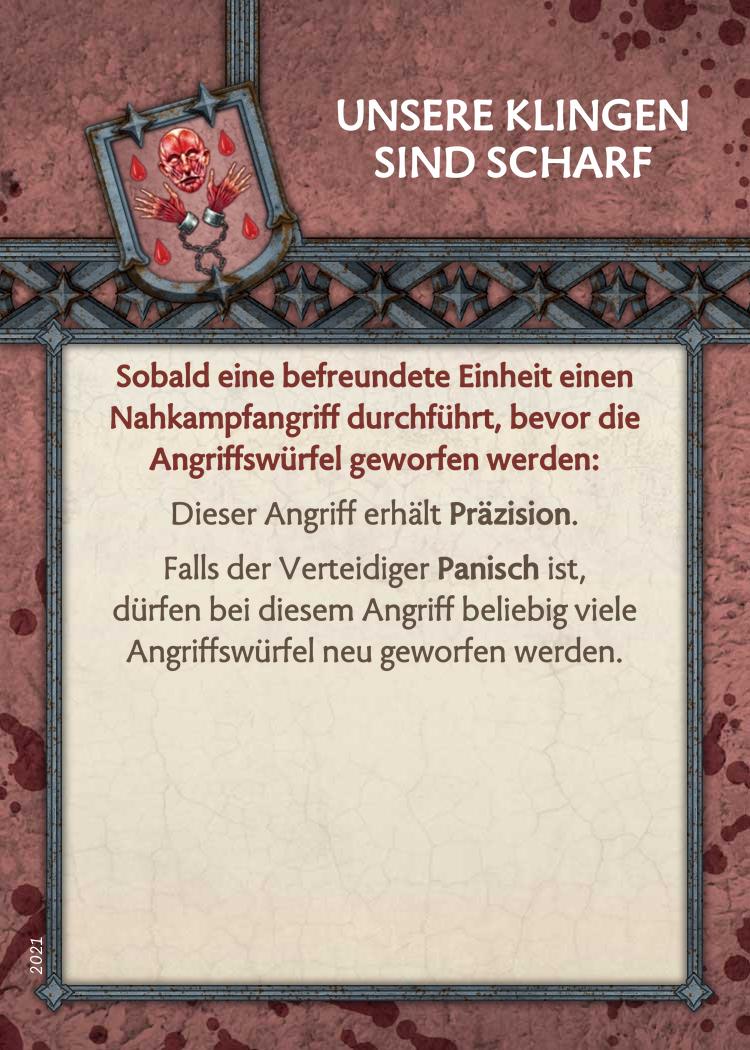 UNSERE KLINGEN
SIND SCHARF
Sobald eine befreundete Einheit einen
Nahkampfangriff durchführt, bevor die
Angriffswürfel geworfen werden:
Dieser Angriff erhält Präzision.
Falls der Verteidiger Panisch ist,
dürfen bei diesem Angriff beliebig viele
Angriffswürfel neu geworfen werden.
2021